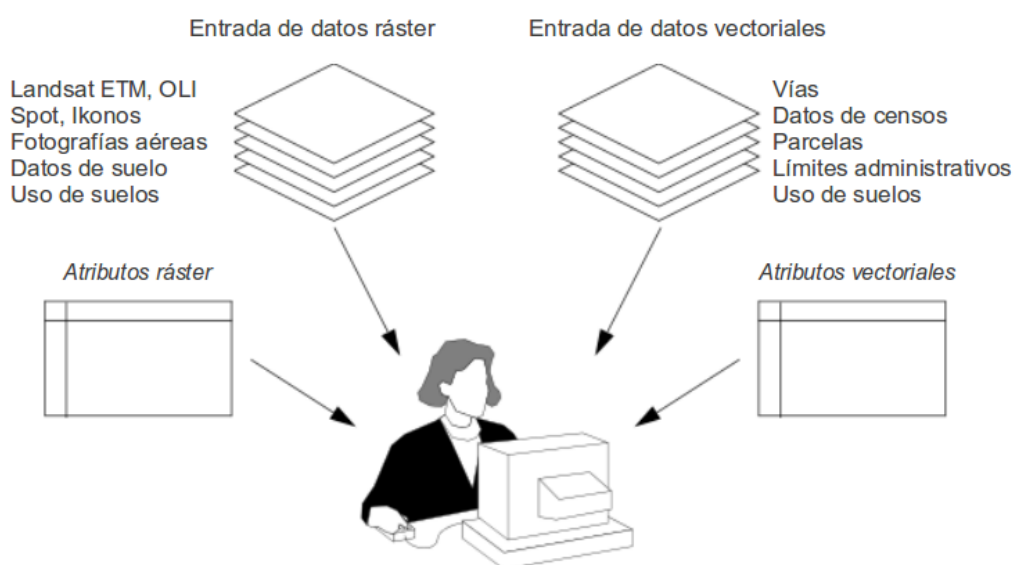 Entrada de datos ráster
Entrada de datos vectoriales
Landsat ETM, OLI
Spot, Ikonos
Fotografías aéreas
Datos de suelo
Uso de suelos
Vías
Datos de censos
Parcelas
Límites administrativos
Uso de suelos
Atributos ráster
Atributos vectoriales